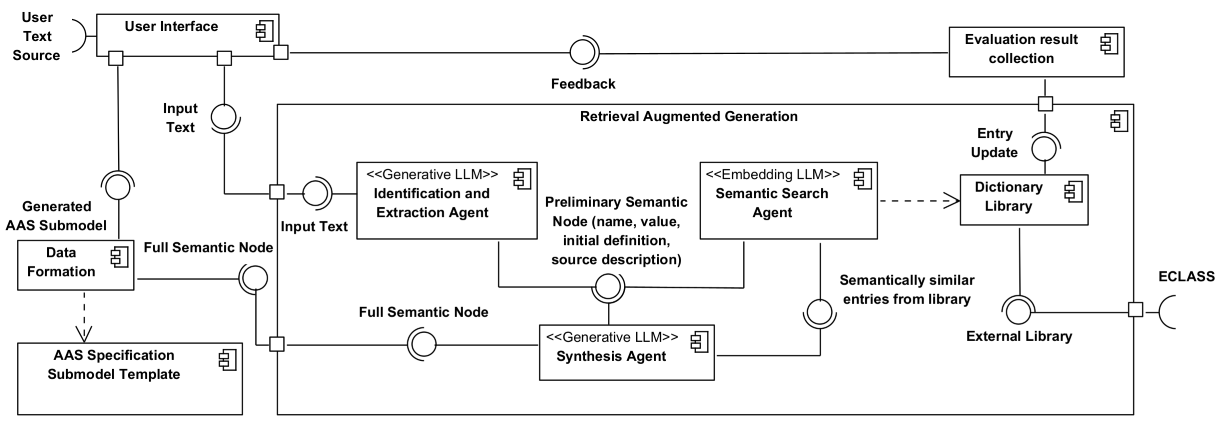 User
Text
Source
User Interface
Feedback
Evaluation result
collection
Input
Text
Retrieval Augmented Generation
Entry
Update
<<Generative LLM>>
Identification and
Extraction Agent
<<Embedding LLM>>
Semantic Search
Agent
Dictionary
Library
Generated
AAS Submodel
Input Text
Preliminary Semantic
Node (name, value,
initial definition,
source description)
Data
Formation
Full Semantic Node
Semantically similar
entries from library
ECLASS
External Library
Full Semantic Node
<<Generative LLM>>
Synthesis Agent
AAS Specification
Submodel Template